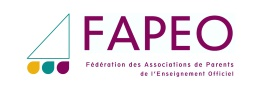 FAPEO
Fédération des Associations de Parents
de l'Enseignement Officiel